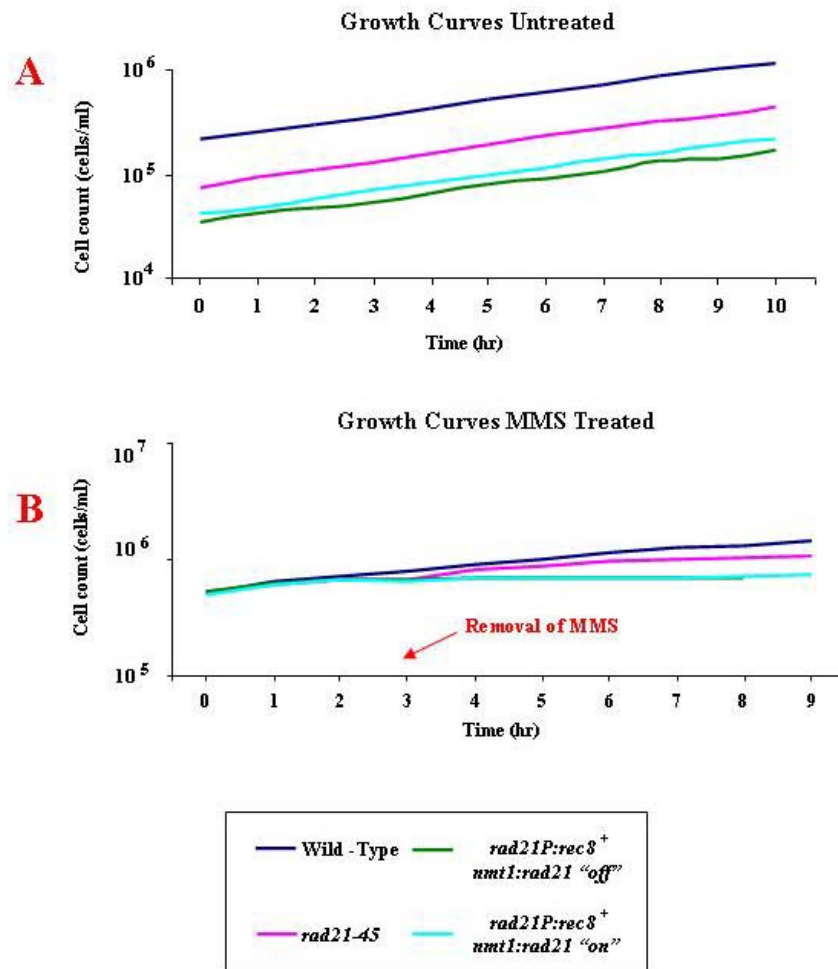 Growth Curves Untreated
A
Cell count (cells/ml)
10^6
10^5
10^4
0 1 2 3 4 5 6 7 8 9 10
Time (hr)
Growth Curves MMS Treated
B
Cell count (cells/ml)
10^7
10^6
10^5
Removal of MMS
0 1 2 3 4 5 6 7 8 9
Time (hr)
Wild -Type
rad21P:rec8^+
nmt1:rad21 “off”
rad21-45
rad21P:rec8^+
nmt1:rad21 “on”